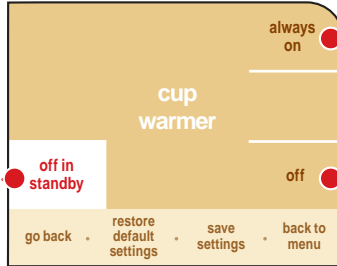 always
on
cup
warmer
off in
standby
off
go back
restore
default
settings
save
settings
back to
menu